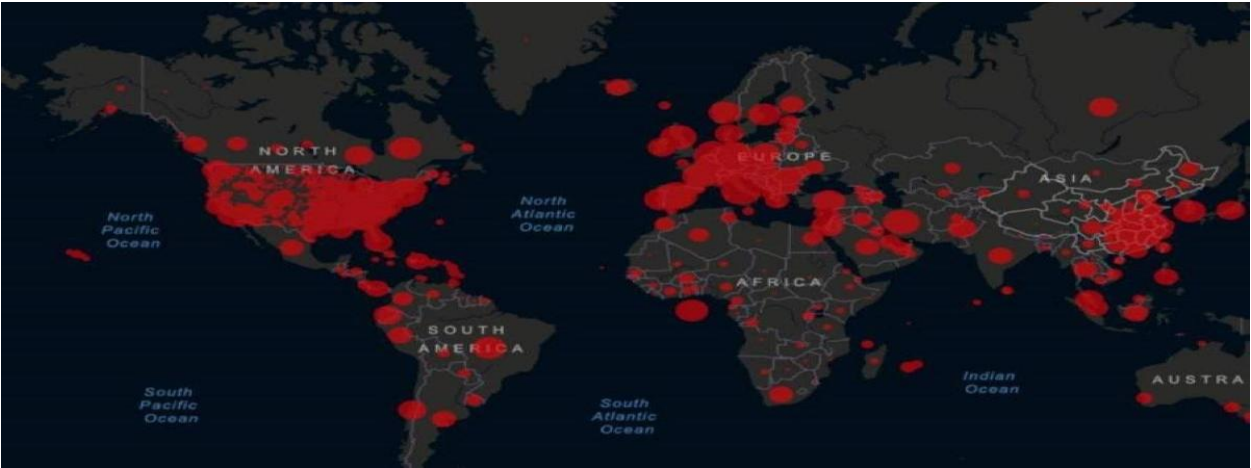 NORTH
AMERICA
EUROPE
ASIA
North
Pacific
Ocean
North
Atlantic
Ocean
AFRICA
SOUTH
AMERICA
South
Pacific
Ocean
South
Atlantic
Ocean
Indian
Ocean
AUSTRA